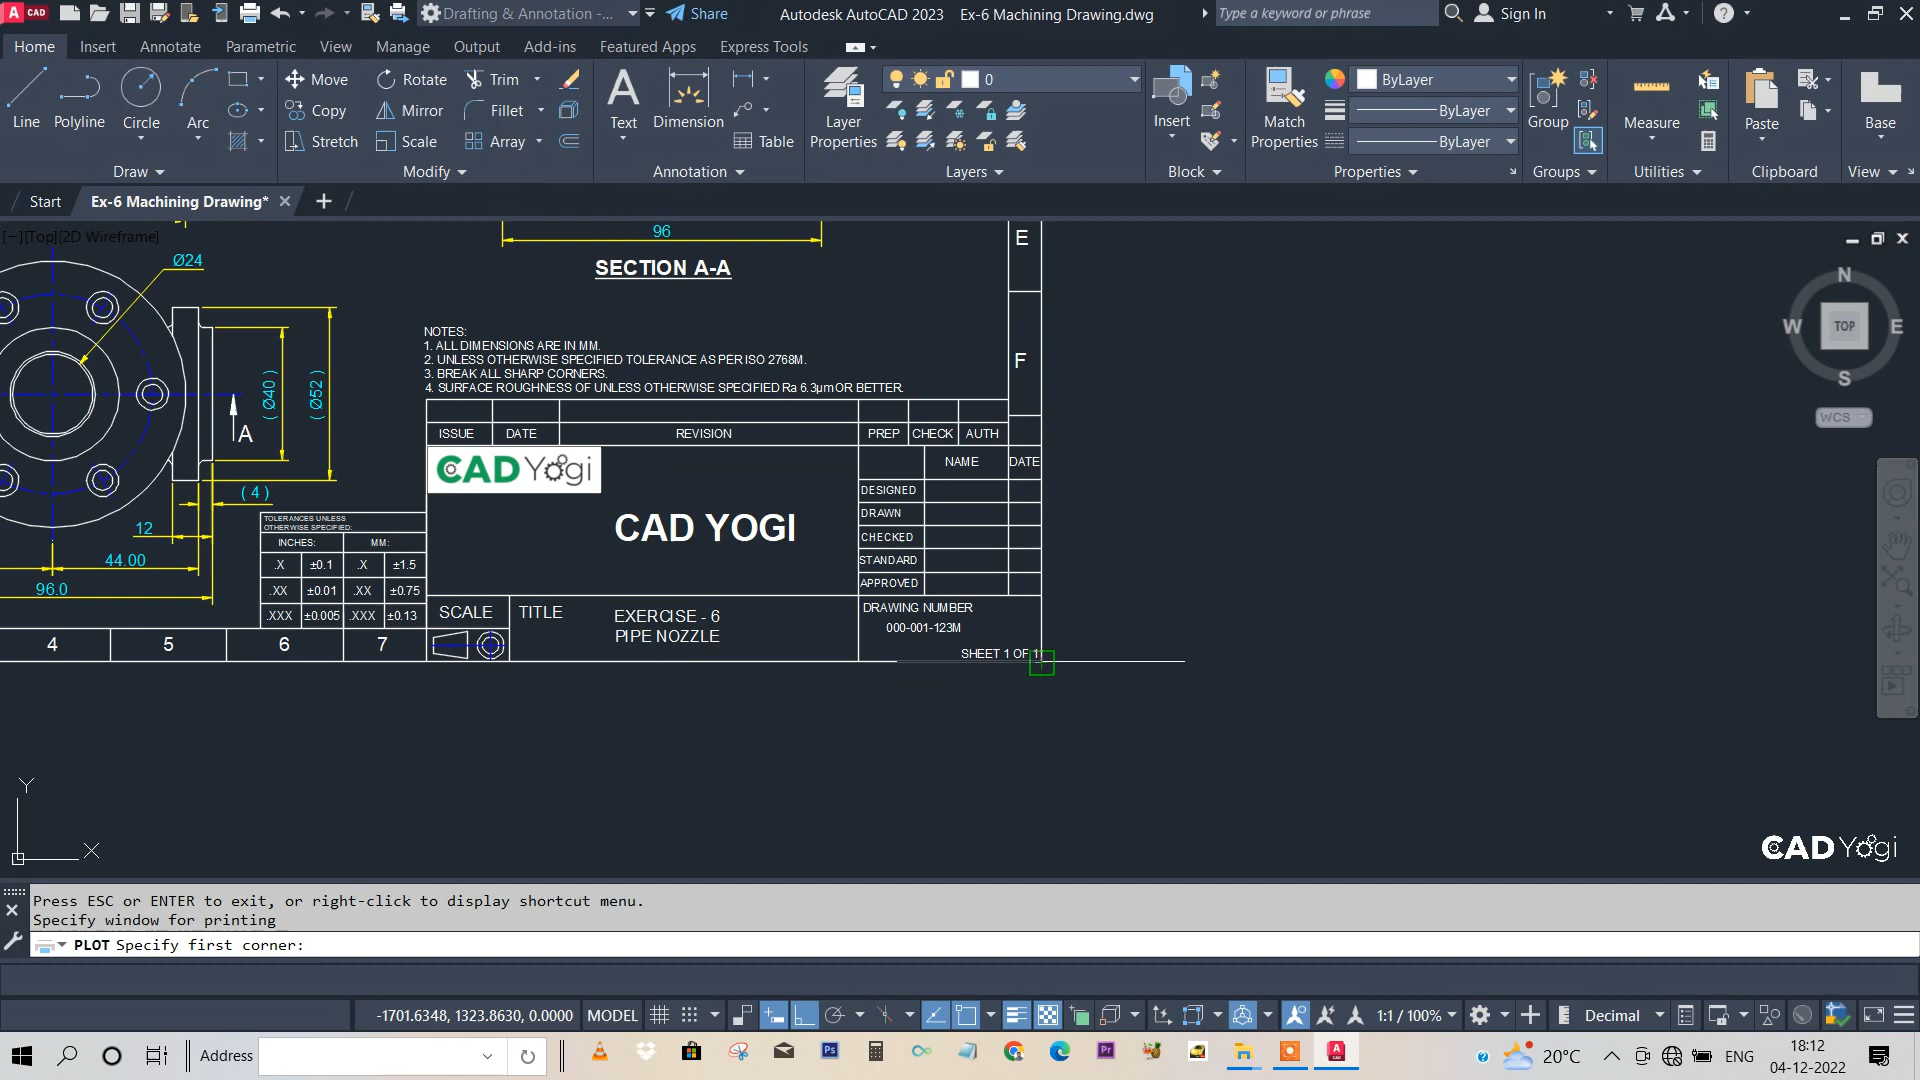 A CAD
Drafting & Annotation -...
Share
Autodesk AutoCAD 2023 Ex-6 Machining Drawing.dwg
Type a keyword or phrase
Sign In
Home Insert Annotate Parametric View Manage Output Add-ins Featured Apps Express Tools
Line Polyline Circle Arc
Move Rotate Trim
Copy Mirror Fillet
Stretch Scale Array
Text Dimension Table
Layer Properties
0
Insert
Match Properties
ByLayer
ByLayer
ByLayer
Group
Measure
Paste
Base
Draw Modify Annotation Layers Block Properties Groups Utilities Clipboard View
Start Ex-6 Machining Drawing*
[−][Top][2D Wireframe]
96
SECTION A-A
E
F
Ø24
(Ø40)
(Ø52)
A
( 4 )
12
44.00
96.0
NOTES:
1. ALL DIMENSIONS ARE IN MM.
2. UNLESS OTHERWISE SPECIFIED TOLERANCE AS PER ISO 2768M.
3. BREAK ALL SHARP CORNERS.
4. SURFACE ROUGHNESS OF UNLESS OTHERWISE SPECIFIED Ra 6.3µm OR BETTER.
ISSUE DATE REVISION PREP CHECK AUTH
CAD Yogi
CAD YOGI
NAME DATE
DESIGNED
DRAWN
CHECKED
STANDARD
APPROVED
TOLERANCES UNLESS
OTHERWISE SPECIFIED:
INCHES: MM:
.X ±0.1 .X ±1.5
.XX ±0.01 .XX ±0.75
.XXX ±0.005 .XXX ±0.13
SCALE TITLE
EXERCISE - 6
PIPE NOZZLE
DRAWING NUMBER
000-001-123M
SHEET 1 OF 1
4 5 6 7
N
W TOP E
S
WCS
Y
X
CAD Yogi
Press ESC or ENTER to exit, or right-click to display shortcut menu.
Specify window for printing
PLOT Specify first corner:
-1701.6348, 1323.8630, 0.0000 MODEL 1:1 / 100% Decimal
Address
20°C ENG
18:12
04-12-2022